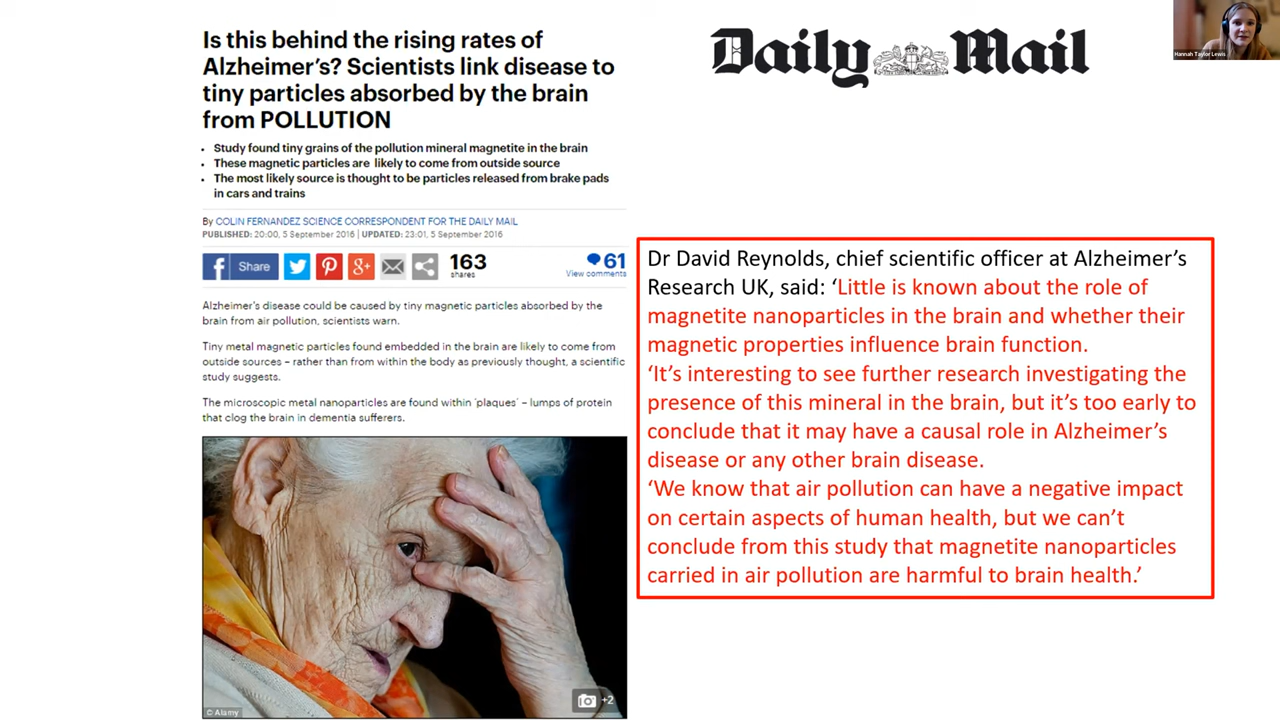 Is this behind the rising rates of
Alzheimer's? Scientists link disease to
tiny particles absorbed by the brain
from POLLUTION
• Study found tiny grains of the pollution mineral magnetite in the brain
• These magnetic particles are likely to come from outside source
• The most likely source is thought to be particles released from brake pads
in cars and trains
By COLIN FERNANDEZ SCIENCE CORRESPONDENT FOR THE DAILY MAIL
PUBLISHED: 20:00, 5 September 2016 | UPDATED: 23:01, 5 September 2016
f Share
g+
163
shares
61
View comments
Alzheimer's disease could be caused by tiny magnetic particles absorbed by the
brain from air pollution, scientists warn.
Tiny metal magnetic particles found embedded in the brain are likely to come from
outside sources – rather than from within the body as previously thought, a scientific
study suggests.
The microscopic metal nanoparticles are found within 'plaques' – lumps of protein
that clog the brain in dementia sufferers.
© Alamy
+2
Daily Mail
Hannah Taylor Lewis
Dr David Reynolds, chief scientific officer at Alzheimer's
Research UK, said: 'Little is known about the role of
magnetite nanoparticles in the brain and whether their
magnetic properties influence brain function.
'It's interesting to see further research investigating the
presence of this mineral in the brain, but it's too early to
conclude that it may have a causal role in Alzheimer's
disease or any other brain disease.
'We know that air pollution can have a negative impact
on certain aspects of human health, but we can't
conclude from this study that magnetite nanoparticles
carried in air pollution are harmful to brain health.'